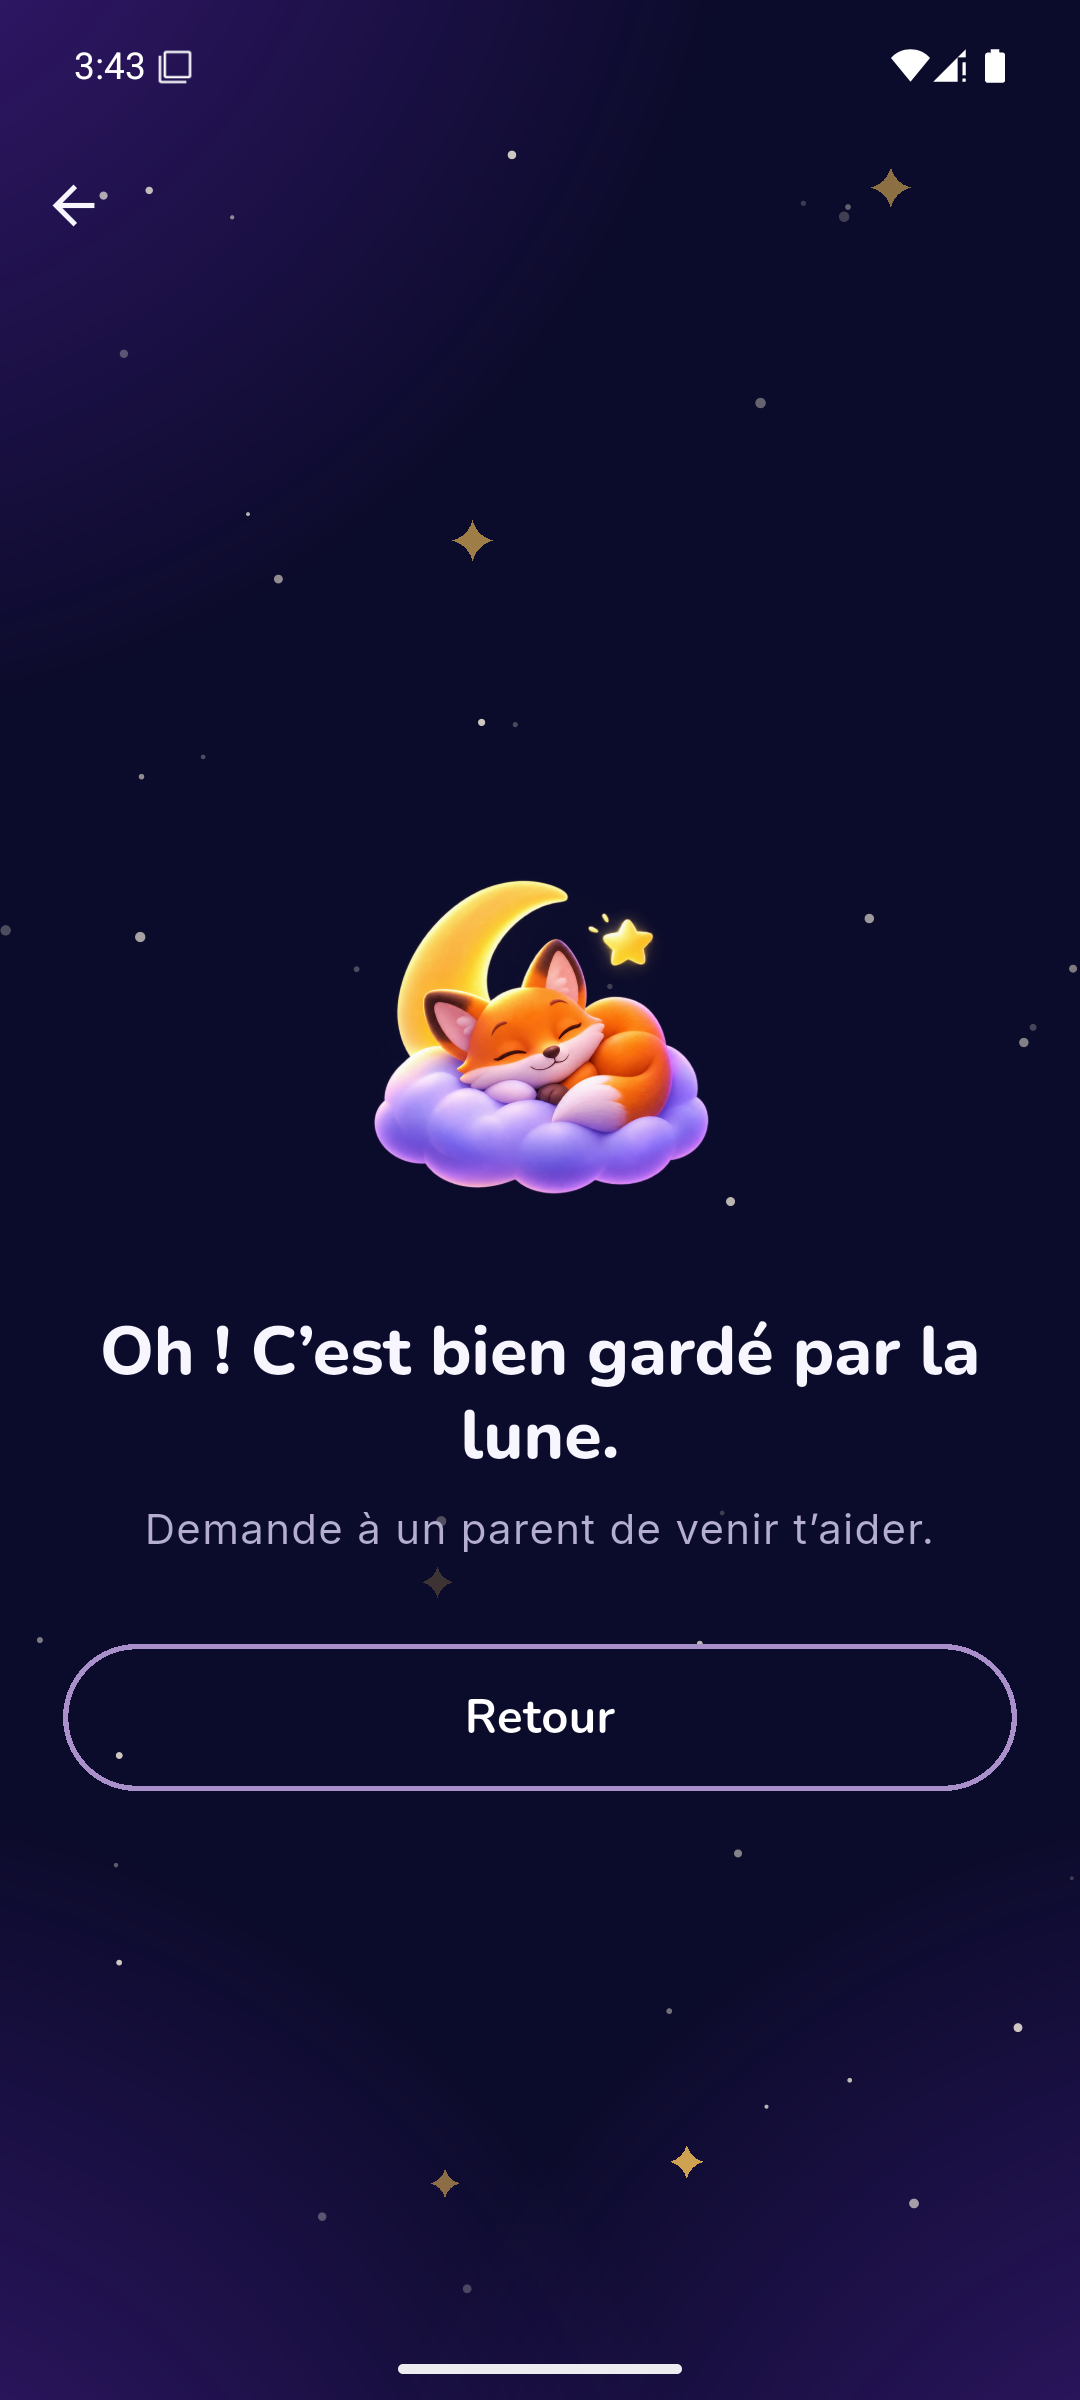 3:43
Oh ! C’est bien gardé par la
lune.
Demande à un parent de venir t’aider.
Retour